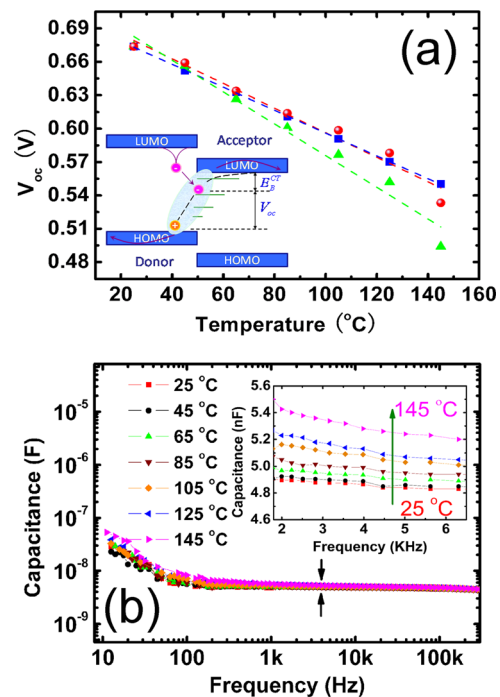 (a)
0.69
0.66
0.63
0.60
0.57
0.54
0.51
0.48
V_oc (V)
LUMO
Acceptor
LUMO
E_B^CT
V_oc
HOMO
Donor
HOMO
20 40 60 80 100 120 140 160
Temperature (°C)
(b)
10^-5
10^-6
10^-7
10^-8
10^-9
Capacitance (F)
25 °C
45 °C
65 °C
85 °C
105 °C
125 °C
145 °C
5.6
5.4
5.2
5.0
4.8
4.6
Capacitance (nF)
145 °C
25 °C
2 3 4 5 6
Frequency (KHz)
10 100 1k 10k 100k
Frequency (Hz)